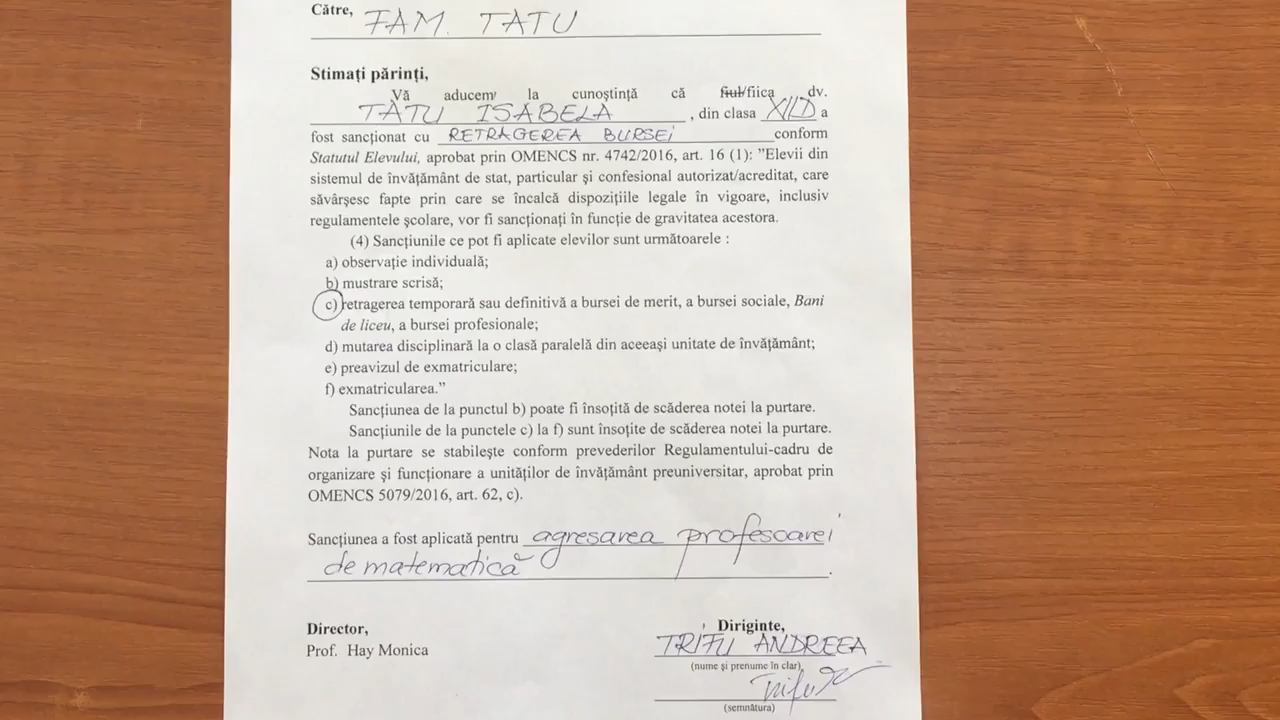 Către, FAM. TATU
Stimați părinți,
Vă aducem la cunoștință că fiul/fiica dv.
TATU ISABELA, din clasa XII D a
fost sancționat cu RETRAGEREA BURSEI conform
Statutul Elevului, aprobat prin OMENCS nr. 4742/2016, art. 16 (1): ”Elevii din
sistemul de învățământ de stat, particular și confesional autorizat/acreditat, care
săvârșesc fapte prin care se încalcă dispozițiile legale în vigoare, inclusiv
regulamentele școlare, vor fi sancționați în funcție de gravitatea acestora.
(4) Sancțiunile ce pot fi aplicate elevilor sunt următoarele :
a) observație individuală;
b) mustrare scrisă;
c) retragerea temporară sau definitivă a bursei de merit, a bursei sociale, Bani
de liceu, a bursei profesionale;
d) mutarea disciplinară la o clasă paralelă din aceeași unitate de învățământ;
e) preavizul de exmatriculare;
f) exmatricularea.”
Sancțiunea de la punctul b) poate fi însoțită de scăderea notei la purtare.
Sancțiunile de la punctele c) la f) sunt însoțite de scăderea notei la purtare.
Nota la purtare se stabilește conform prevederilor Regulamentului-cadru de
organizare și funcționare a unităților de învățământ preuniversitar, aprobat prin
OMENCS 5079/2016, art. 62, c).
Sancțiunea a fost aplicată pentru agresarea profesoarei
de matematică.
Director,
Prof. Hay Monica
Diriginte,
TRIFU ANDREEA
(nume și prenume în clar)
Trifu
(semnătura)